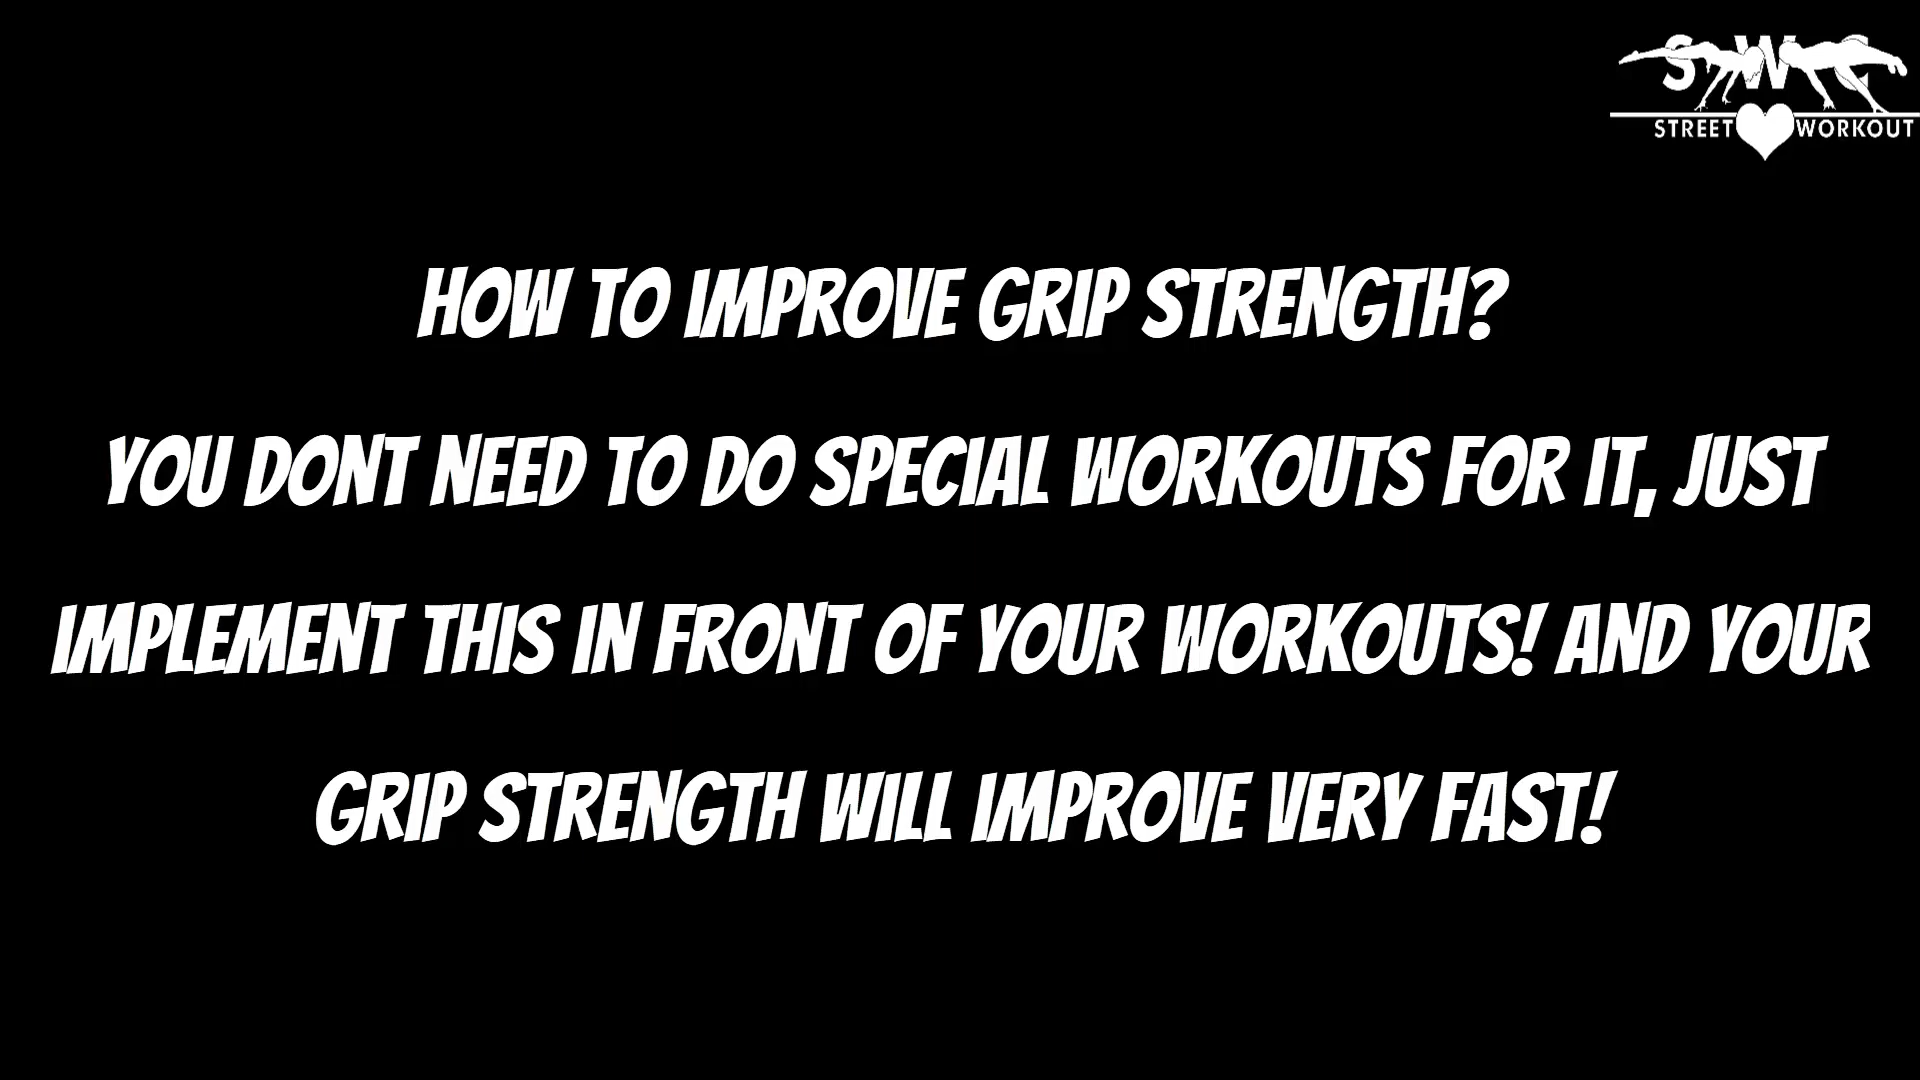 SWC
STREET WORKOUT
HOW TO IMPROVE GRIP STRENGTH?
YOU DONT NEED TO DO SPECIAL WORKOUTS FOR IT, JUST
IMPLEMENT THIS IN FRONT OF YOUR WORKOUTS! AND YOUR
GRIP STRENGTH WILL IMPROVE VERY FAST!